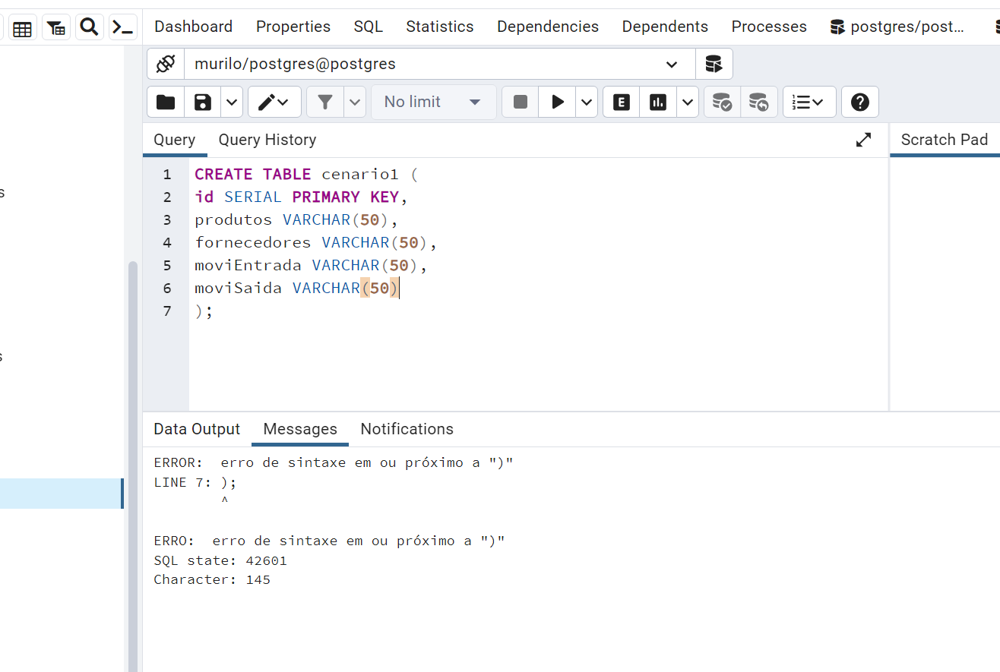 Dashboard Properties SQL Statistics Dependencies Dependents Processes postgres/post...
murilo/postgres@postgres
No limit
E
Query Query History
Scratch Pad
1 CREATE TABLE cenario1 (
2 id SERIAL PRIMARY KEY,
3 produtos VARCHAR(50),
4 fornecedores VARCHAR(50),
5 moviEntrada VARCHAR(50),
6 moviSaida VARCHAR(50)
7 );
Data Output Messages Notifications
ERROR:  erro de sintaxe em ou próximo a ")"
LINE 7: );
^
ERRO:  erro de sintaxe em ou próximo a ")"
SQL state: 42601
Character: 145
s
s